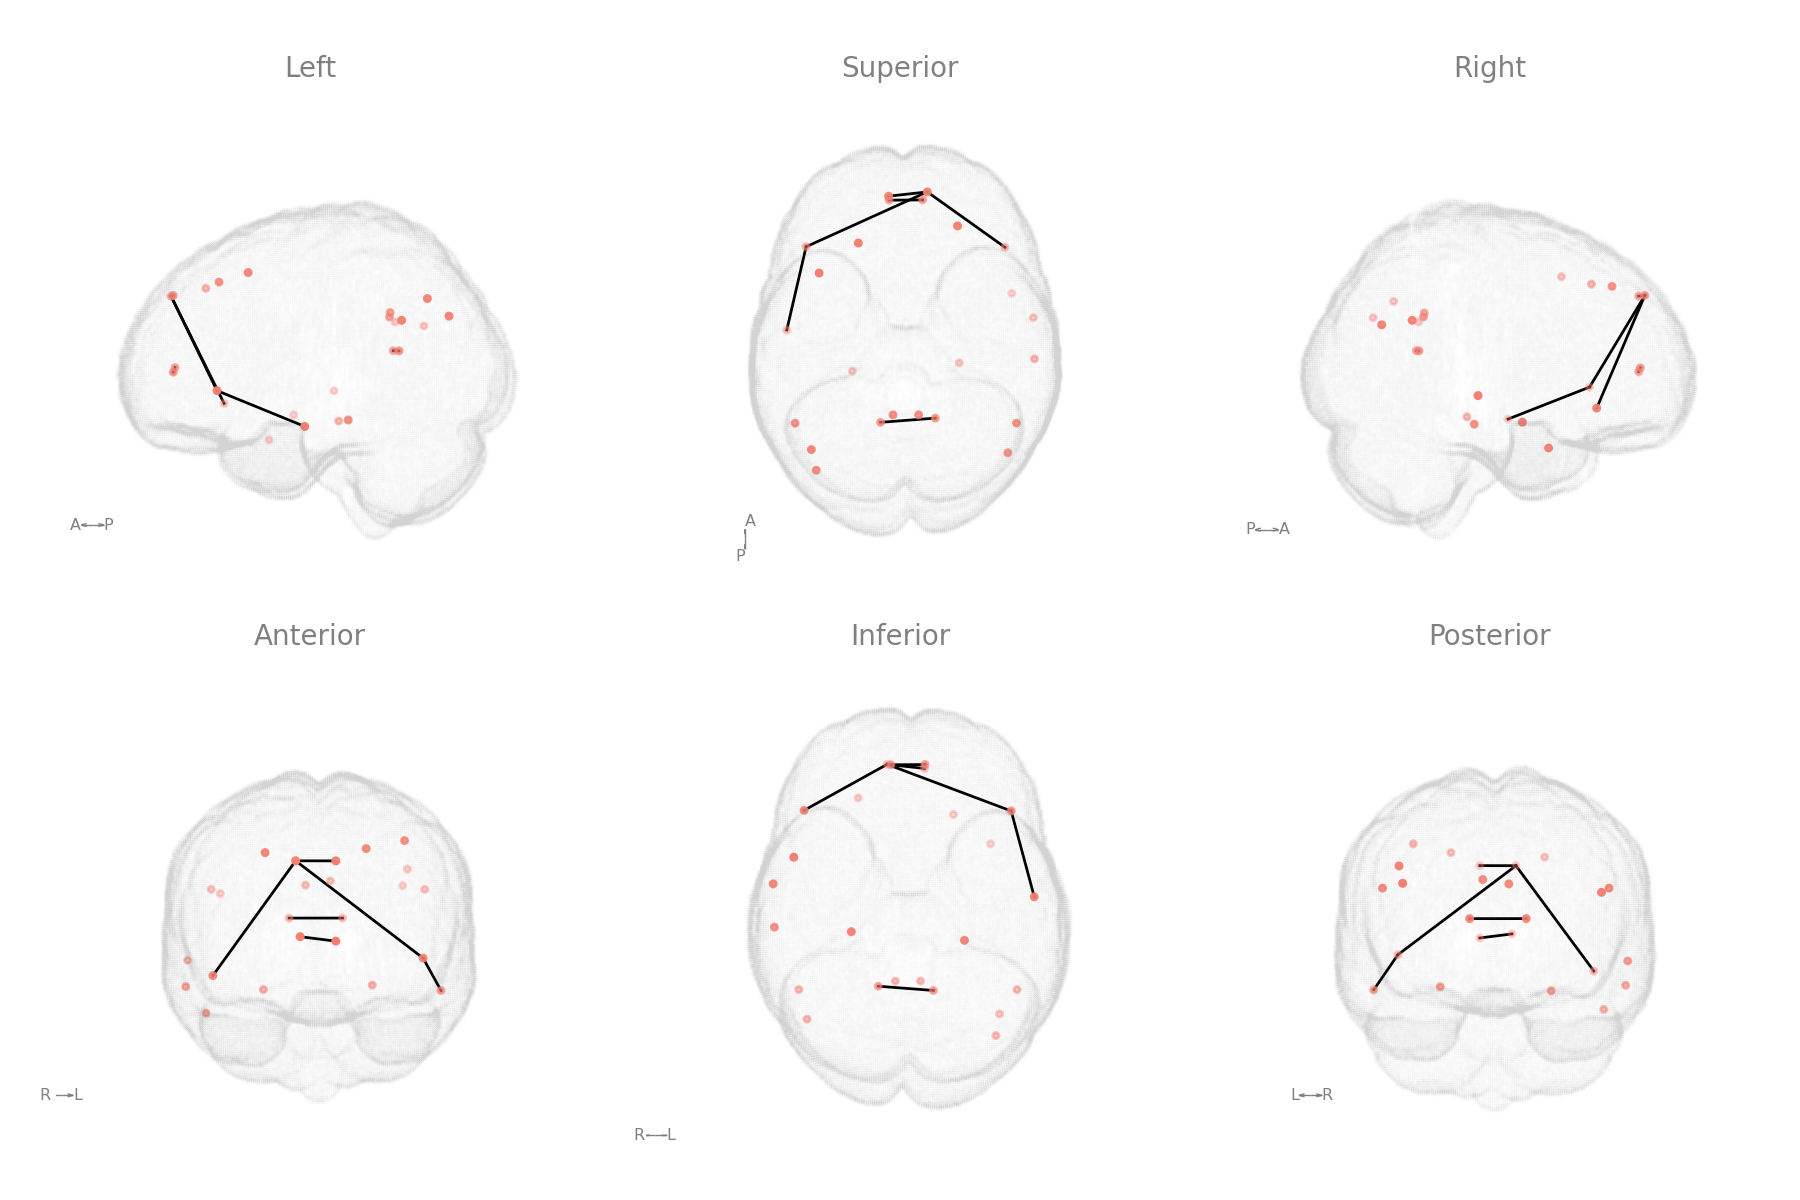 Left
Superior
Right
A
P
A P
P A
Anterior
Inferior
Posterior
R L
L R
R L